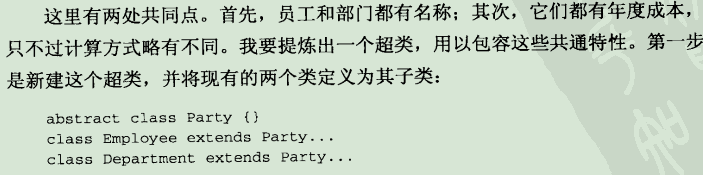 这里有两处共同点。首先，员工和部门都有名称；其次，它们都有年度成本，
只不过计算方式略有不同。我要提炼出一个超类，用以包容这些共通特性。第一步
是新建这个超类，并将现有的两个类定义为其子类：
abstract class Party {}
class Employee extends Party...
class Department extends Party...